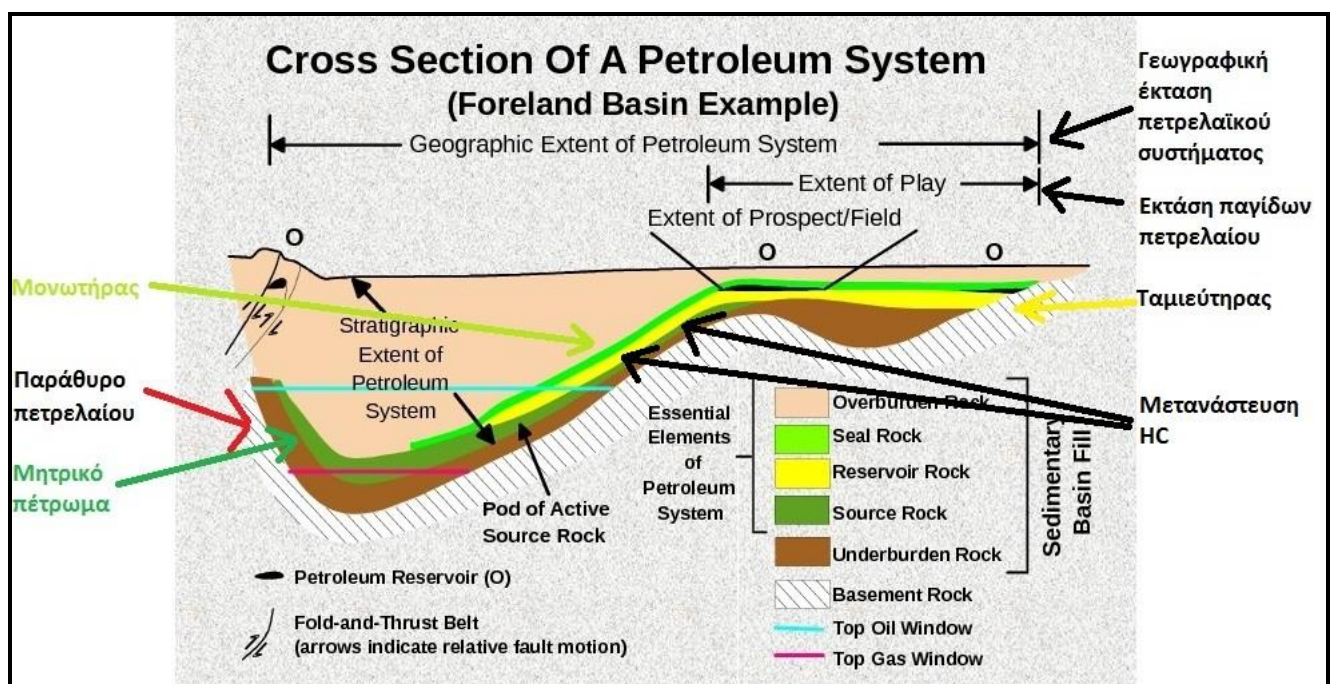 Cross Section Of A Petroleum System
(Foreland Basin Example)
Geographic Extent of Petroleum System
Extent of Play
Extent of Prospect/Field
O
O
O
Γεωγραφική
έκταση
πετρελαϊκού
συστήματος
Εκτάση παγίδων
πετρελαίου
Μονωτήρας
Ταμιεύτηρας
Stratigraphic
Extent of
Petroleum
System
Παράθυρο
πετρελαίου
Μητρικό
πέτρωμα
Μετανάστευση
HC
Pod of Active
Source Rock
Essential
Elements
of
Petroleum
System
Overburden Rock
Seal Rock
Reservoir Rock
Source Rock
Underburden Rock
Basement Rock
Top Oil Window
Top Gas Window
Sedimentary
Basin Fill
Petroleum Reservoir (O)
Fold-and-Thrust Belt
(arrows indicate relative fault motion)